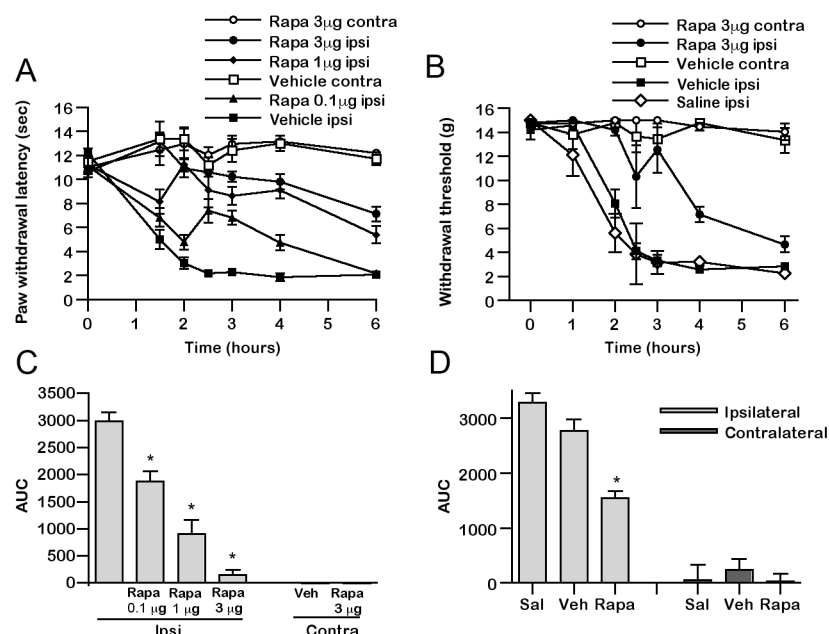 A
Rapa 3µg contra
Rapa 3µg ipsi
Rapa 1µg ipsi
Vehicle contra
Rapa 0.1µg ipsi
Vehicle ipsi
Paw withdrawal latency (sec)
16
14
12
10
8
6
4
2
0
0 1 2 3 4 5 6
Time (hours)
B
Rapa 3µg contra
Rapa 3µg ipsi
Vehicle contra
Vehicle ipsi
Saline ipsi
Withdrawal threshold (g)
16
14
12
10
8
6
4
2
0
0 1 2 3 4 5 6
Time (hours)
C
AUC
3500
3000
2500
2000
1500
1000
500
0
* * *
Rapa Rapa Rapa Veh Rapa
0.1 µg 1 µg 3 µg 3 µg
Ipsi Contra
D
AUC
3000
2000
1000
0
Ipsilateral
Contralateral
*
Sal Veh Rapa Sal Veh Rapa